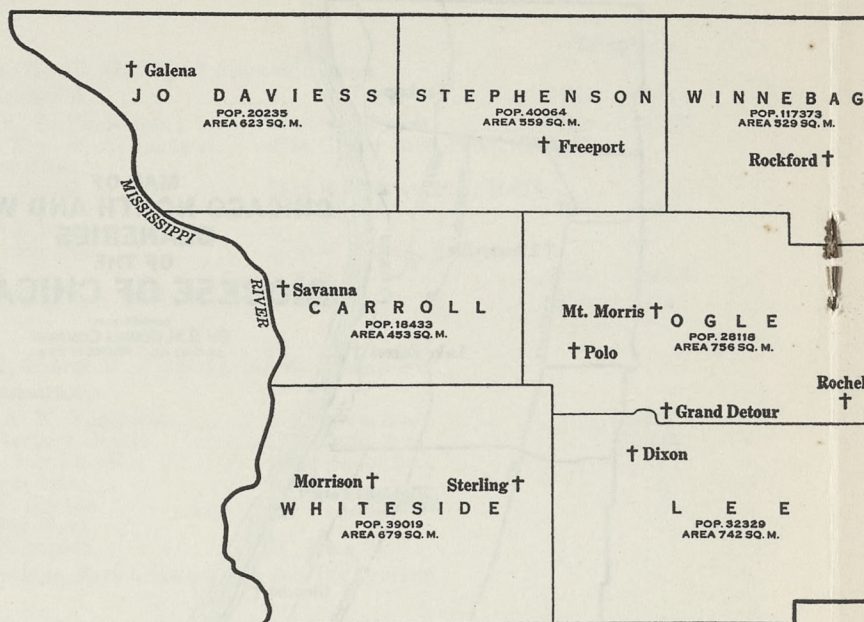 Galena
JO DAVIESS
POP. 20235
AREA 623 SQ. M.
STEPHENSON
POP. 40064
AREA 559 SQ. M.
Freeport
WINNEBAG
POP. 117373
AREA 529 SQ. M.
Rockford
MISSISSIPPI
RIVER
Savanna
CARROLL
POP. 18433
AREA 453 SQ. M.
Mt. Morris
OGLE
POP. 28118
AREA 756 SQ. M.
Polo
Rochel
Grand Detour
Dixon
Morrison
Sterling
WHITESIDE
POP. 39019
AREA 679 SQ. M.
LEE
POP. 32329
AREA 742 SQ. M.